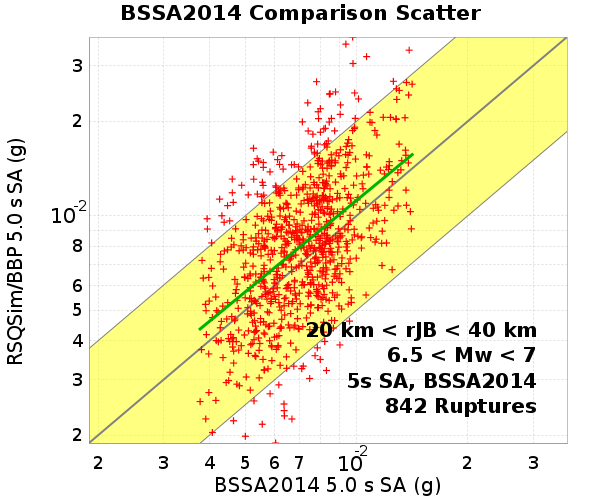 BSSA2014 Comparison Scatter
RSQSim/BBP 5.0 s SA (g)
3
2
10-2
8
6
5
4
3
2
20 km < rJB < 40 km
6.5 < Mw < 7
5s SA, BSSA2014
842 Ruptures
2 3 4 5 6 7 10-2 2 3
BSSA2014 5.0 s SA (g)